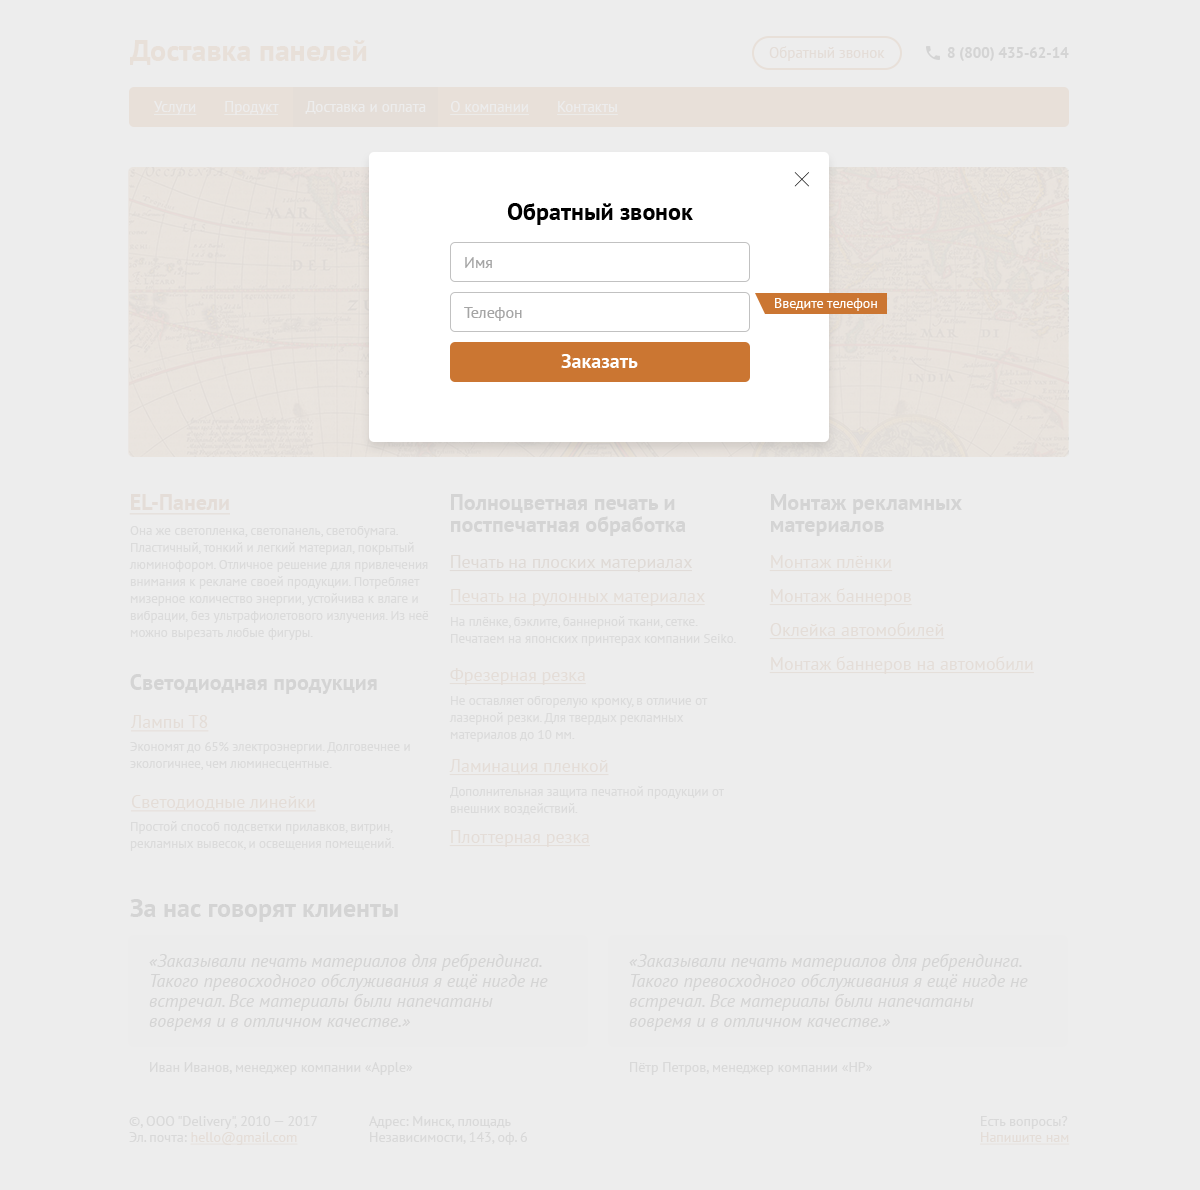 Доставка панелей
Обратный звонок
8 (800) 435-62-14
Услуги Продукт Доставка и оплата О компании Контакты
MAR
DEL
MAR DI
INDIA
Обратный звонок
Имя
Телефон
Введите телефон
Заказать
EL-Панели
Она же светопленка, светопанель, светобумага.
Пластичный, тонкий и легкий материал, покрытый
люминофором. Отличное решение для привлечения
внимания к рекламе своей продукции. Потребляет
мизерное количество энергии, устойчива к влаге и
вибрации, без ультрафиолетового излучения. Из неё
можно вырезать любые фигуры.
Светодиодная продукция
Лампы T8
Экономят до 65% электроэнергии. Долговечнее и
экологичнее, чем люминесцентные.
Светодиодные линейки
Простой способ подсветки прилавков, витрин,
рекламных вывесок, и освещения помещений.
Полноцветная печать и
постпечатная обработка
Печать на плоских материалах
Печать на рулонных материалах
На плёнке, бэклите, баннерной ткани, сетке.
Печатаем на японских принтерах компании Seiko.
Фрезерная резка
Не оставляет обгорелую кромку, в отличие от
лазерной резки. Для твердых рекламных
материалов до 10 мм.
Ламинация пленкой
Дополнительная защита печатной продукции от
внешних воздействий.
Плоттерная резка
Монтаж рекламных
материалов
Монтаж плёнки
Монтаж баннеров
Оклейка автомобилей
Монтаж баннеров на автомобили
За нас говорят клиенты
«Заказывали печать материалов для ребрендинга.
Такого превосходного обслуживания я ещё нигде не
встречал. Все материалы были напечатаны
вовремя и в отличном качестве.»
Иван Иванов, менеджер компании «Apple»
«Заказывали печать материалов для ребрендинга.
Такого превосходного обслуживания я ещё нигде не
встречал. Все материалы были напечатаны
вовремя и в отличном качестве.»
Пётр Петров, менеджер компании «HP»
©, ООО "Delivery", 2010 — 2017
Эл. почта: hello@gmail.com
Адрес: Минск, площадь
Независимости, 143, оф. 6
Есть вопросы?
Напишите нам